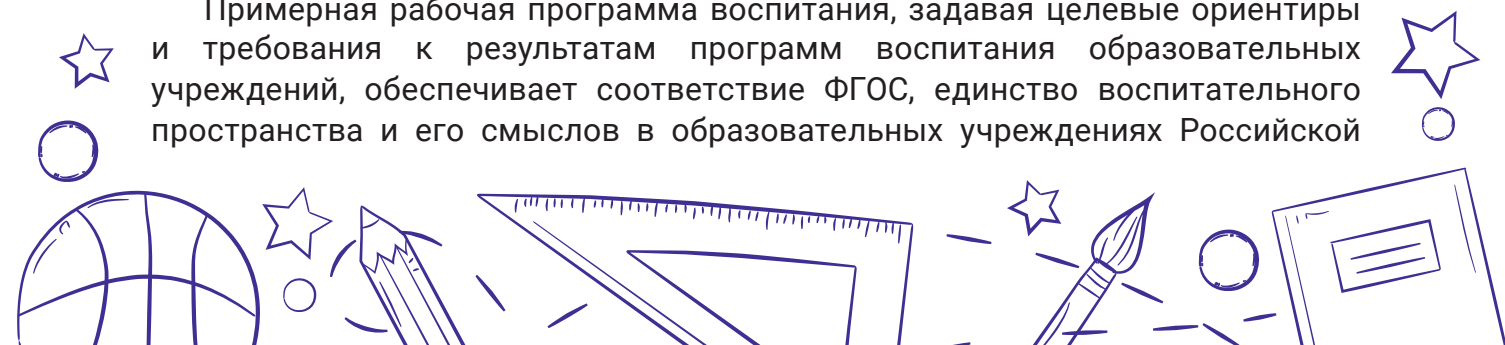 Примерная рабочая программа воспитания, задавая целевые ориентиры
и требования к результатам программ воспитания образовательных
учреждений, обеспечивает соответствие ФГОС, единство воспитательного
пространства и его смыслов в образовательных учреждениях Российской